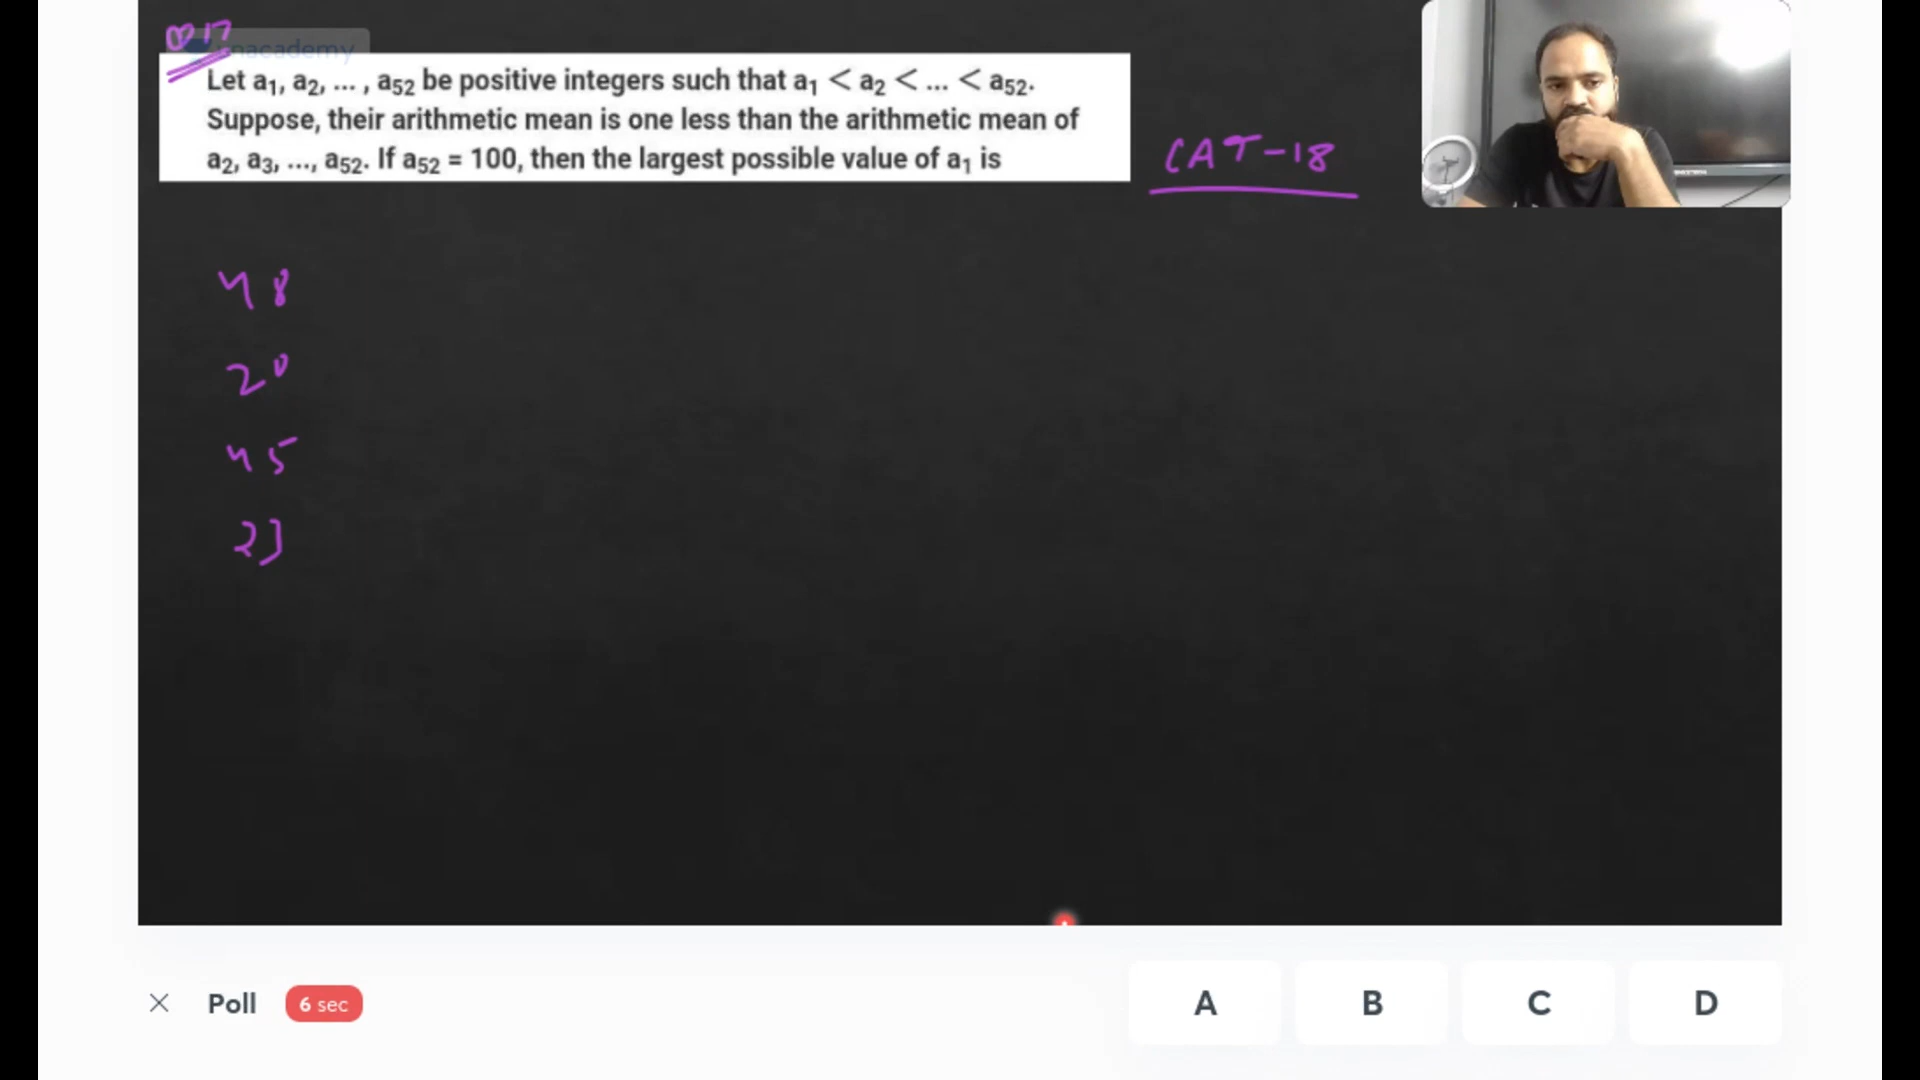 Q17
unacademy
Let a₁, a₂, ... , a₅₂ be positive integers such that a₁ < a₂ < ... < a₅₂.
Suppose, their arithmetic mean is one less than the arithmetic mean of
a₂, a₃, ..., a₅₂. If a₅₂ = 100, then the largest possible value of a₁ is
CAT-18
48
20
45
23
Poll
6 sec
A
B
C
D